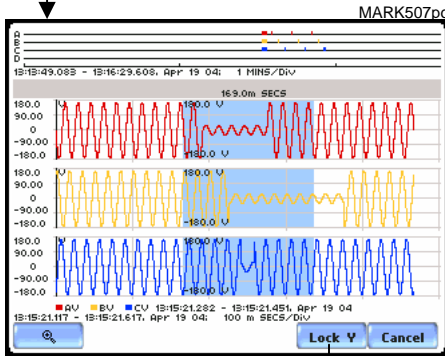 MARK507po
A
B
C
D
13:13:49.083 - 13:16:29.608, Apr 19 04; 1 MINS/Div
169.0m SECS
180.0 V 180.0 V
90.00
0
-90.00
-180.0 -180.0 V
180.0 V 180.0 V
90.00
0
-90.00
-180.0 -180.0 V
180.0 V 180.0 V
90.00
0
-90.00
-180.0 -180.0 V
AV BV CV 13:15:21.282 - 13:15:21.451, Apr 19 04
13:15:21.117 - 13:15:21.617, Apr 19 04; 100 m SECS/Div
Lock Y Cancel